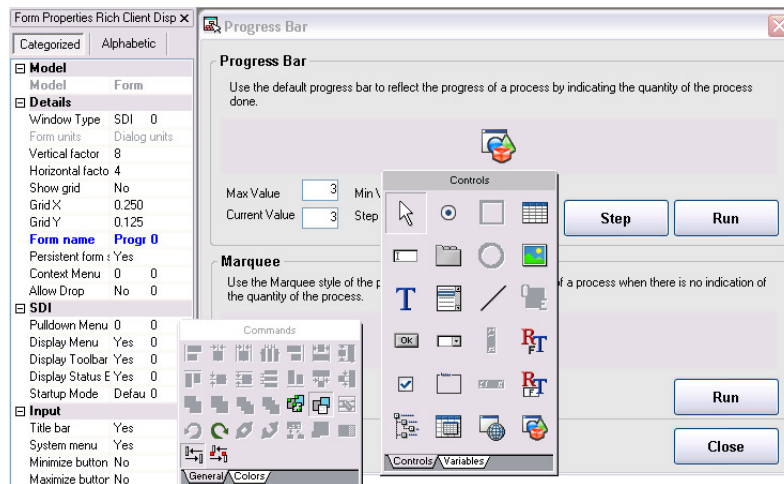 Form Properties Rich Client Disp
Categorized Alphabetic
Model
Model Form
Details
Window Type SDI 0
Form units Dialog units
Vertical factor 8
Horizontal facto 4
Show grid No
Grid X 0.250
Grid Y 0.125
Form name Progr 0
Persistent form s Yes
Context Menu 0 0
Allow Drop No 0
SDI
Pulldown Menu 0 0
Display Menu Yes 0
Display Toolbar Yes 0
Display Status E Yes 0
Startup Mode Defau 0
Input
Title bar Yes
System menu Yes
Minimize button No
Maximize button No
Progress Bar
Progress Bar
Use the default progress bar to reflect the progress of a process by indicating the quantity of the process
done.
Max Value 3 Min V
Current Value 3 Step
Step Run
Marquee
Use the Marquee style of the p
of a process when there is no indication of
the quantity of the process.
Run
Close
Controls
T
Ok
RTF
RTF
Controls Variables
Commands
General Colors